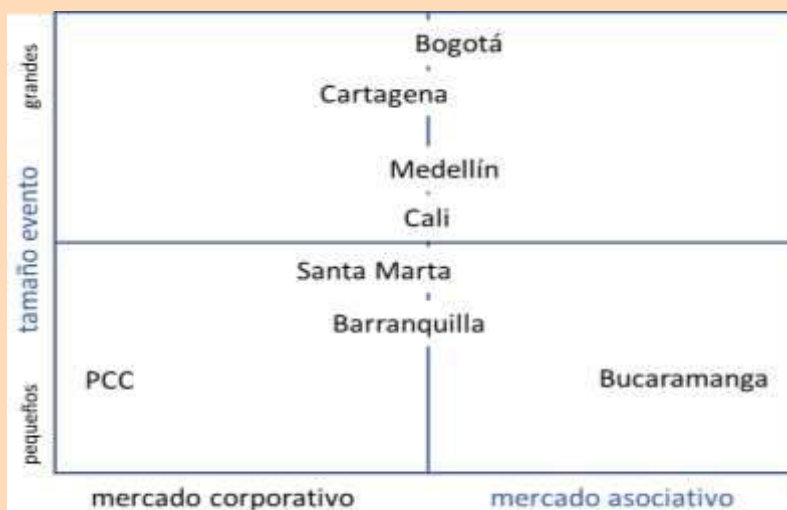 grandes
tamaño evento
pequeños
Bogotá
Cartagena
Medellín
Cali
Santa Marta
Barranquilla
PCC
Bucaramanga
mercado corporativo
mercado asociativo